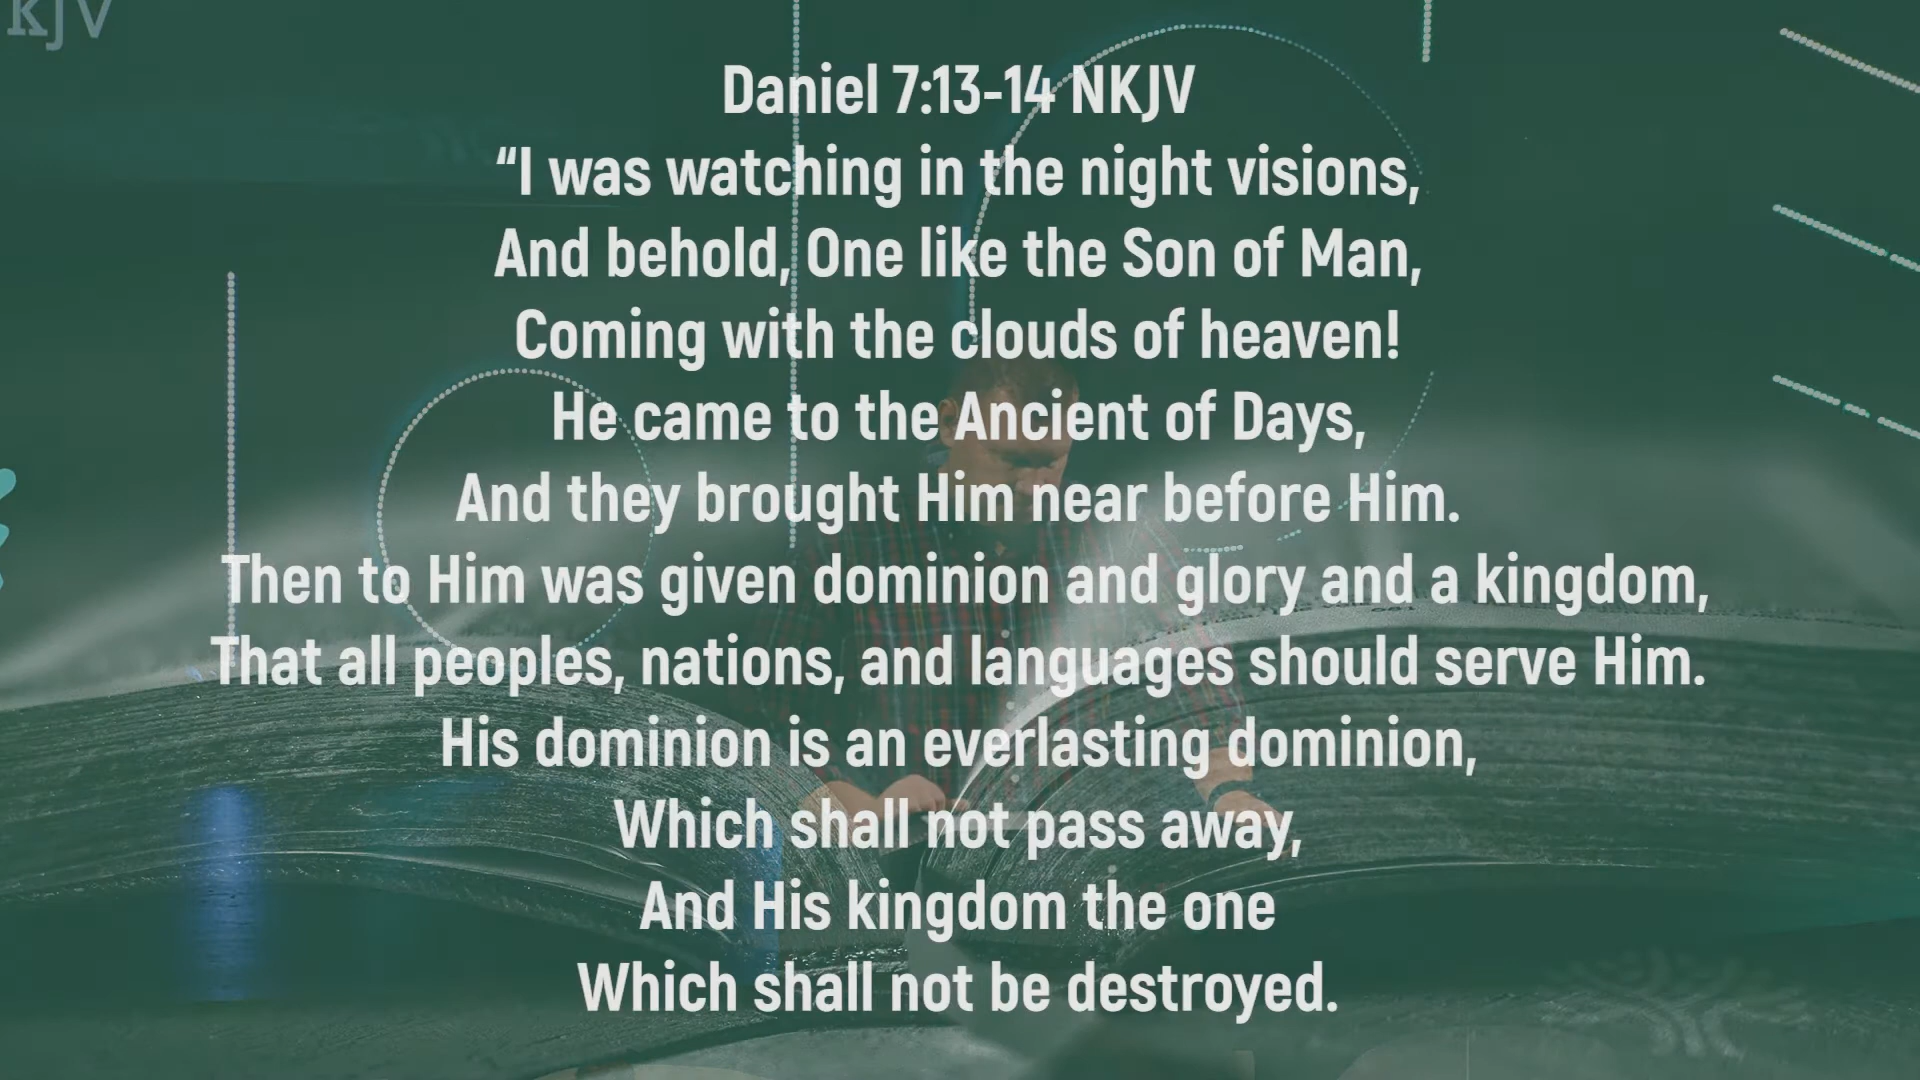 KJV
Daniel 7:13-14 NKJV
“I was watching in the night visions,
And behold, One like the Son of Man,
Coming with the clouds of heaven!
He came to the Ancient of Days,
And they brought Him near before Him.
Then to Him was given dominion and glory and a kingdom,
That all peoples, nations, and languages should serve Him.
His dominion is an everlasting dominion,
Which shall not pass away,
And His kingdom the one
Which shall not be destroyed.